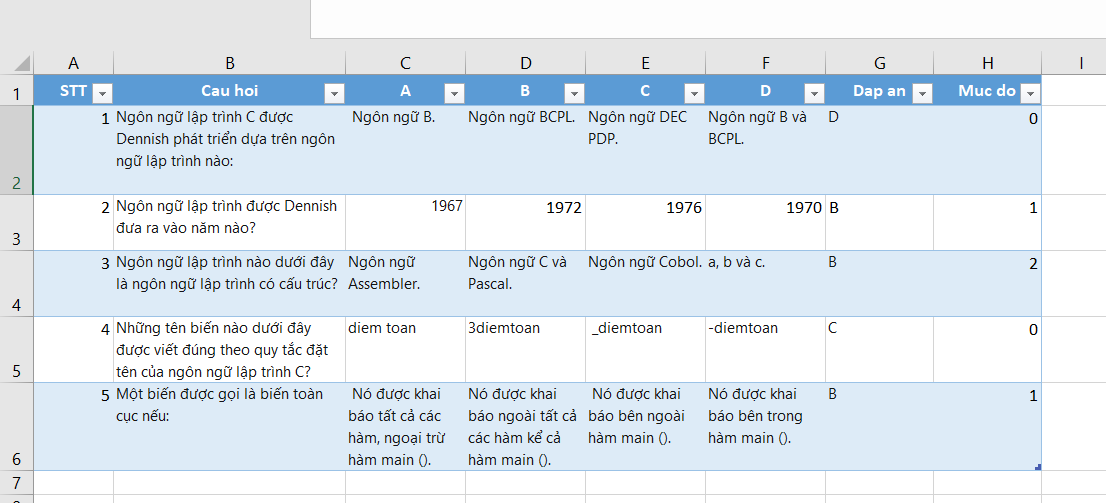 A B C D E F G H I
1 STT Cau hoi A B C D Dap an Muc do
2 1 Ngôn ngữ lập trình C được Ngôn ngữ B. Ngôn ngữ BCPL. Ngôn ngữ DEC Ngôn ngữ B và D 0
Dennish phát triển dựa trên ngôn PDP. BCPL.
ngữ lập trình nào:
3 2 Ngôn ngữ lập trình được Dennish 1967 1972 1976 1970 B 1
đưa ra vào năm nào?
4 3 Ngôn ngữ lập trình nào dưới đây Ngôn ngữ Ngôn ngữ C và Ngôn ngữ Cobol. a, b và c. B 2
là ngôn ngữ lập trình có cấu trúc? Assembler. Pascal.
5 4 Những tên biến nào dưới đây diem toan 3diemtoan _diemtoan -diemtoan C 0
được viết đúng theo quy tắc đặt
tên của ngôn ngữ lập trình C?
6 5 Một biến được gọi là biến toàn Nó được khai Nó được khai Nó được khai Nó được khai B 1
cục nếu: báo tất cả các báo ngoài tất cả báo bên ngoài báo bên trong
hàm, ngoại trừ các hàm kể cả hàm main (). hàm main ().
hàm main (). hàm main ().
7